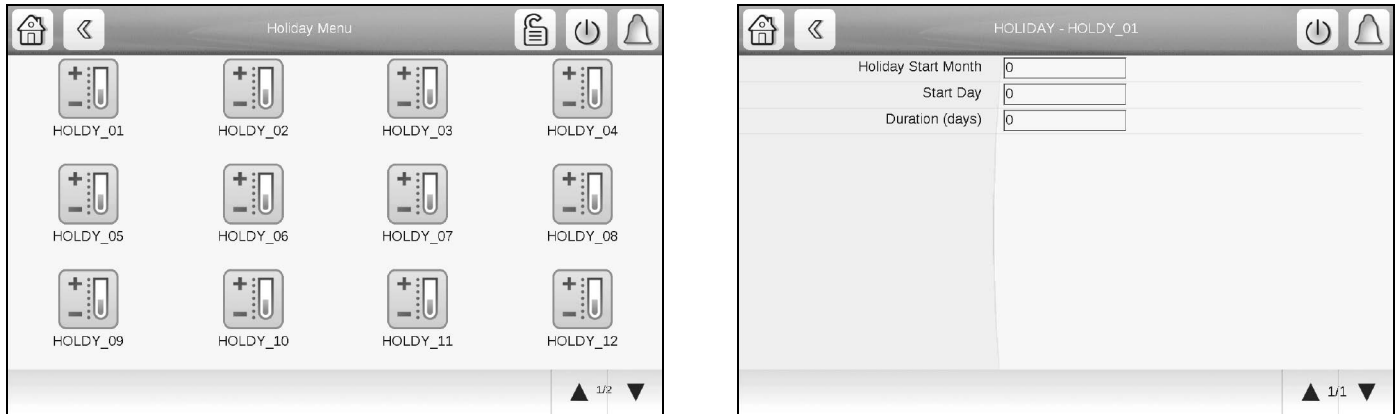 Holiday Menu
HOLDY_01 HOLDY_02 HOLDY_03 HOLDY_04
HOLDY_05 HOLDY_06 HOLDY_07 HOLDY_08
HOLDY_09 HOLDY_10 HOLDY_11 HOLDY_12
1/2
HOLIDAY - HOLDY_01
Holiday Start Month 0
Start Day 0
Duration (days) 0
1/1